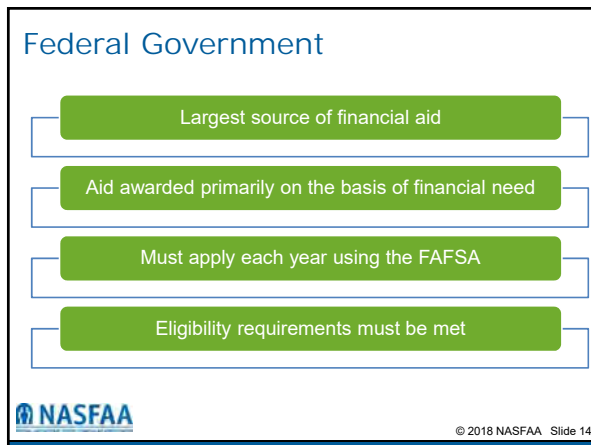 Federal Government
Largest source of financial aid
Aid awarded primarily on the basis of financial need
Must apply each year using the FAFSA
Eligibility requirements must be met
NASFAA
© 2018 NASFAA Slide 14